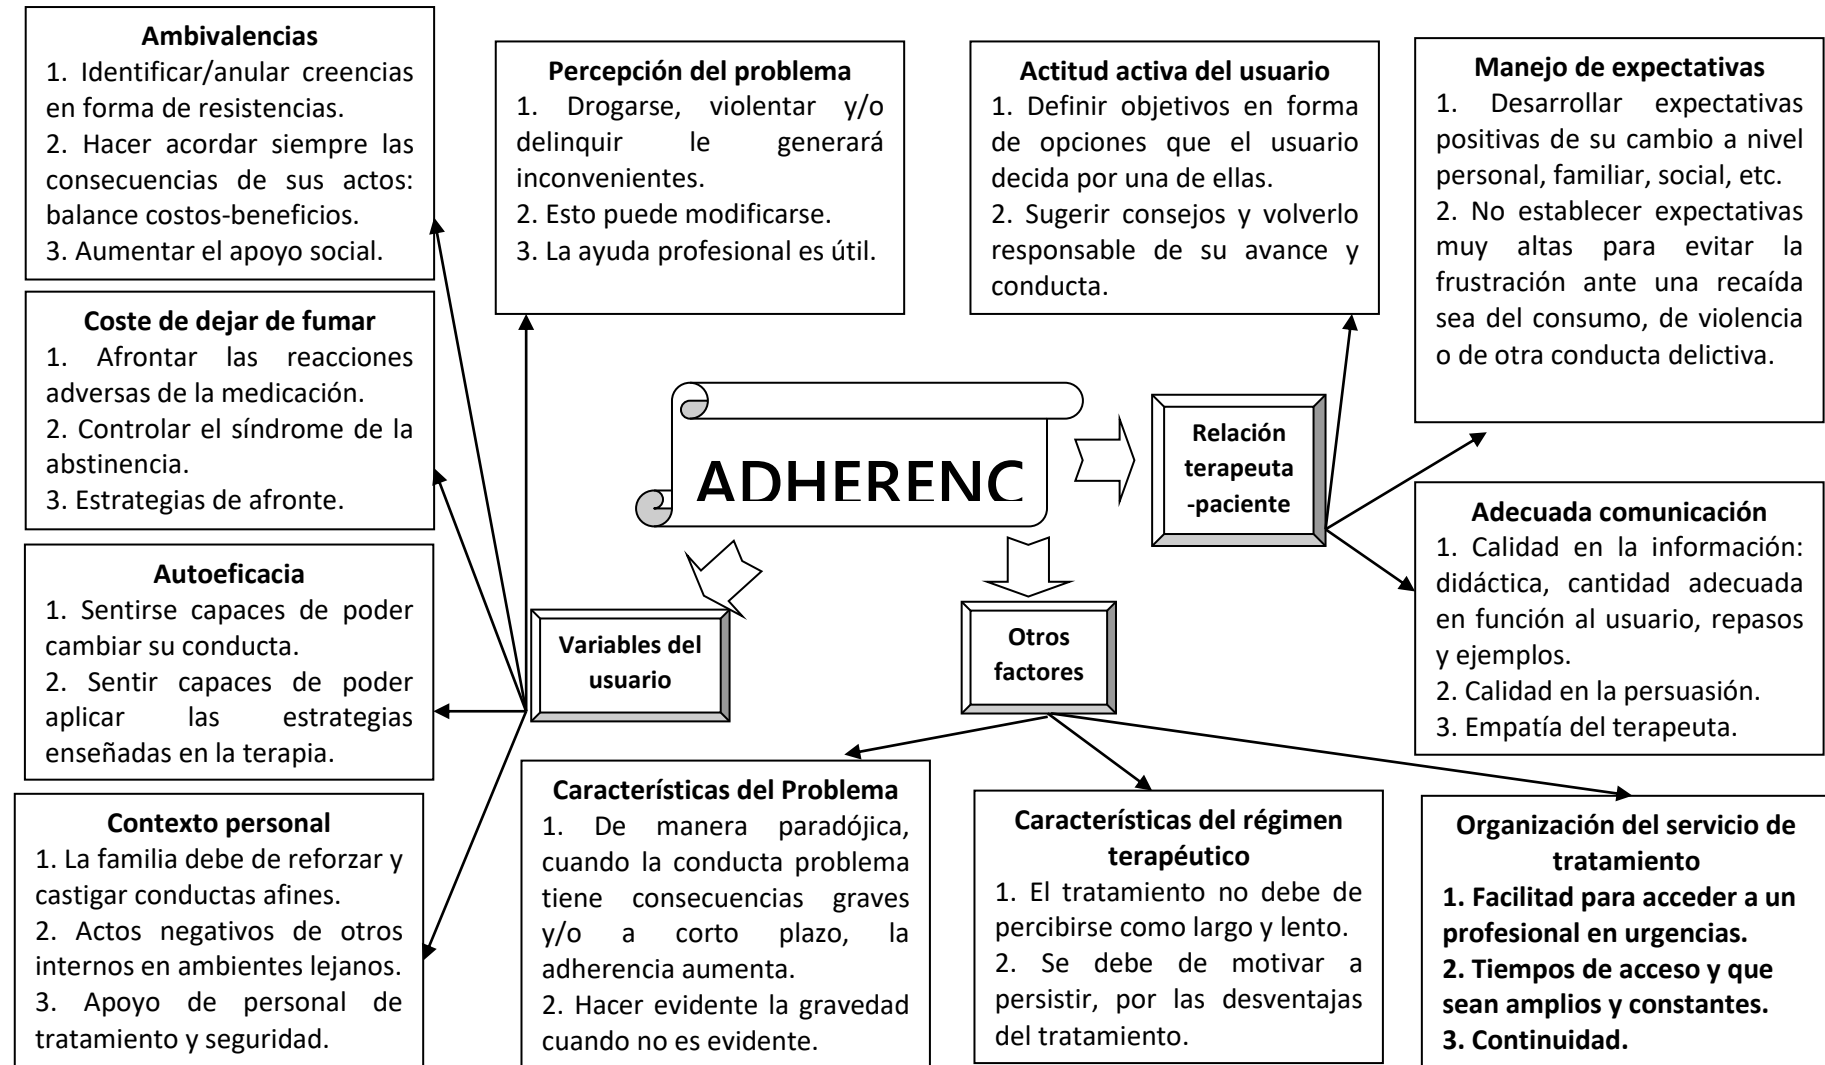 Ambivalencias
1. Identificar/anular creencias
en forma de resistencias.
2. Hacer acordar siempre las
consecuencias de sus actos:
balance costos-beneficios.
3. Aumentar el apoyo social.
Percepción del problema
1. Drogarse, violentar y/o
delinquir le generará
inconvenientes.
2. Esto puede modificarse.
3. La ayuda profesional es útil.
Actitud activa del usuario
1. Definir objetivos en forma
de opciones que el usuario
decida por una de ellas.
2. Sugerir consejos y volverlo
responsable de su avance y
conducta.
Manejo de expectativas
1. Desarrollar expectativas
positivas de su cambio a nivel
personal, familiar, social, etc.
2. No establecer expectativas
muy altas para evitar la
frustración ante una recaída
sea del consumo, de violencia
o de otra conducta delictiva.
Coste de dejar de fumar
1. Afrontar las reacciones
adversas de la medicación.
2. Controlar el síndrome de la
abstinencia.
3. Estrategias de afronte.
ADHERENC
Relación
terapeuta
-paciente
Adecuada comunicación
1. Calidad en la información:
didáctica, cantidad adecuada
en función al usuario, repasos
y ejemplos.
2. Calidad en la persuasión.
3. Empatía del terapeuta.
Autoeficacia
1. Sentirse capaces de poder
cambiar su conducta.
2. Sentir capaces de poder
aplicar las estrategias
enseñadas en la terapia.
Variables del
usuario
Otros
factores
Contexto personal
1. La familia debe de reforzar y
castigar conductas afines.
2. Actos negativos de otros
internos en ambientes lejanos.
3. Apoyo de personal de
tratamiento y seguridad.
Características del Problema
1. De manera paradójica,
cuando la conducta problema
tiene consecuencias graves
y/o a corto plazo, la
adherencia aumenta.
2. Hacer evidente la gravedad
cuando no es evidente.
Características del régimen
terapéutico
1. El tratamiento no debe de
percibirse como largo y lento.
2. Se debe de motivar a
persistir, por las desventajas
del tratamiento.
Organización del servicio de
tratamiento
1. Facilitad para acceder a un
profesional en urgencias.
2. Tiempos de acceso y que
sean amplios y constantes.
3. Continuidad.